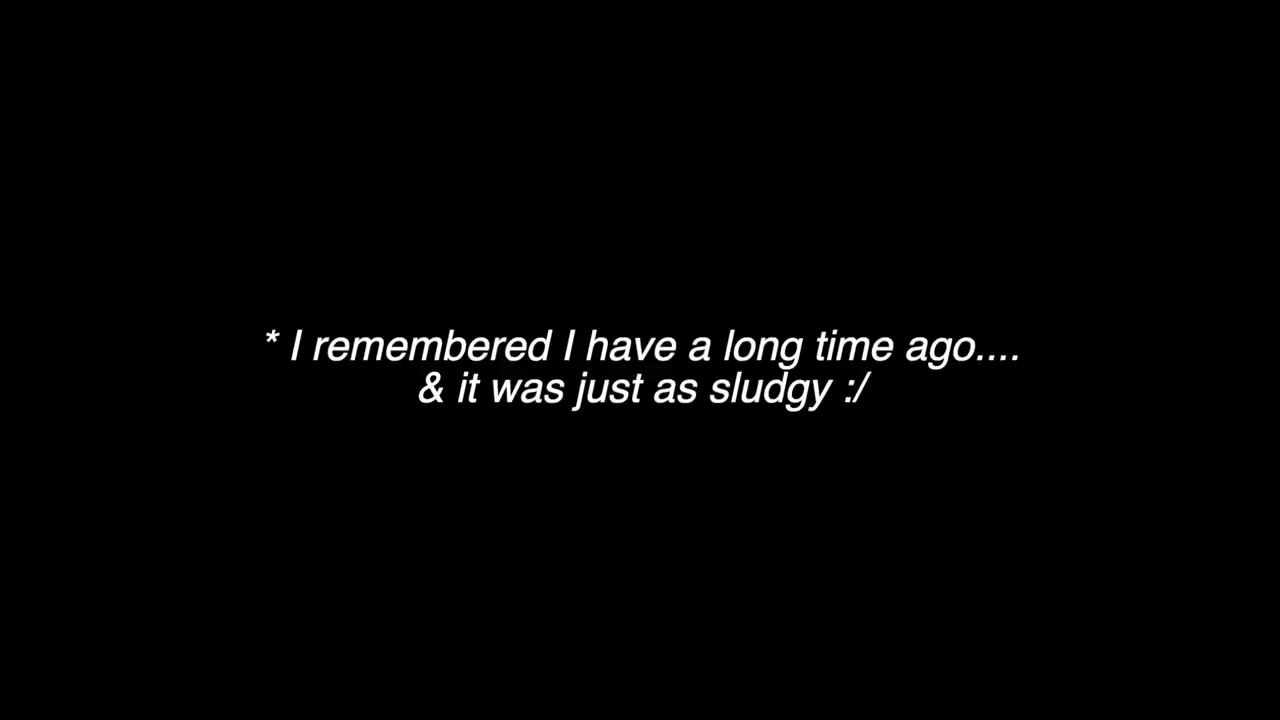 * I remembered I have a long time ago....
& it was just as sludgy :/